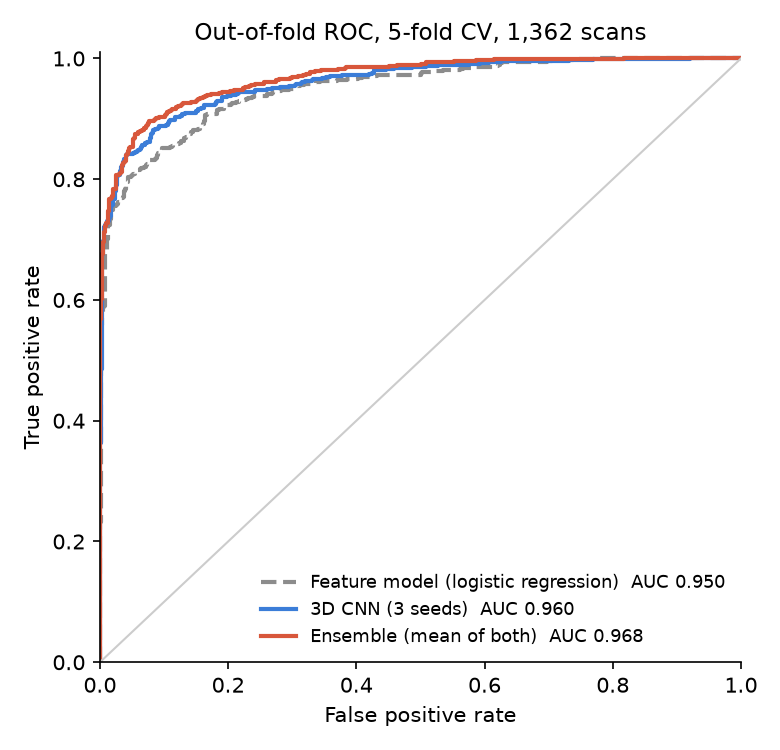 Out-of-fold ROC, 5-fold CV, 1,362 scans
1.0
0.8
0.6
0.4
0.2
0.0
True positive rate
Feature model (logistic regression)  AUC 0.950
3D CNN (3 seeds)  AUC 0.960
Ensemble (mean of both)  AUC 0.968
0.0 0.2 0.4 0.6 0.8 1.0
False positive rate